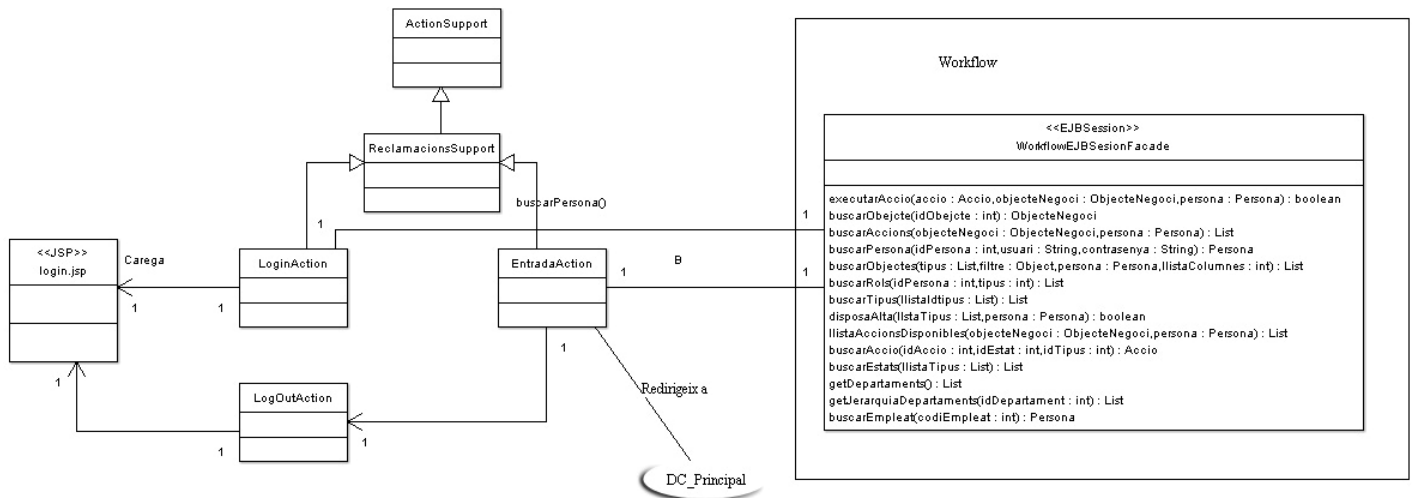 ActionSupport
Workflow
<<EJBSession>>
WorkflowEJBSesionFacade
ReclamacionsSupport
executarAccio(accio : Accio,objecteNegoci : ObjecteNegoci,persona : Persona) : boolean
buscarObejcte(idObejcte : int) : ObjecteNegoci
buscarAccions(objecteNegoci : ObjecteNegoci,persona : Persona) : List
buscarPersona(idPersona : int,usuari : String,contrasenya : String) : Persona
buscarObjectes(tipus : List,filtre : Object,persona : Persona,llistaColumnes : int) : List
buscarRols(idPersona : int,tipus : int) : List
buscarTipus(llistaIdtipus : List) : List
disposaAlta(llstaTipus : List,persona : Persona) : boolean
llistaAccionsDisponibles(objecteNegoci : ObjecteNegoci,persona : Persona) : List
buscarAccio(idAccio : int,idEstat : int,idTipus : int) : Accio
buscarEstats(llistaTipus : List) : List
getDepartaments() : List
getJerarquiaDepartaments(idDepartament : int) : List
buscarEmpleat(codiEmpleat : int) : Persona
buscarPersona()
1
1
<<JSP>>
login.jsp
Carega
LoginAction
EntradaAction
B
1
1
1
1
1
1
Redirigeix a
LogOutAction
1
1
1
DC_Principal